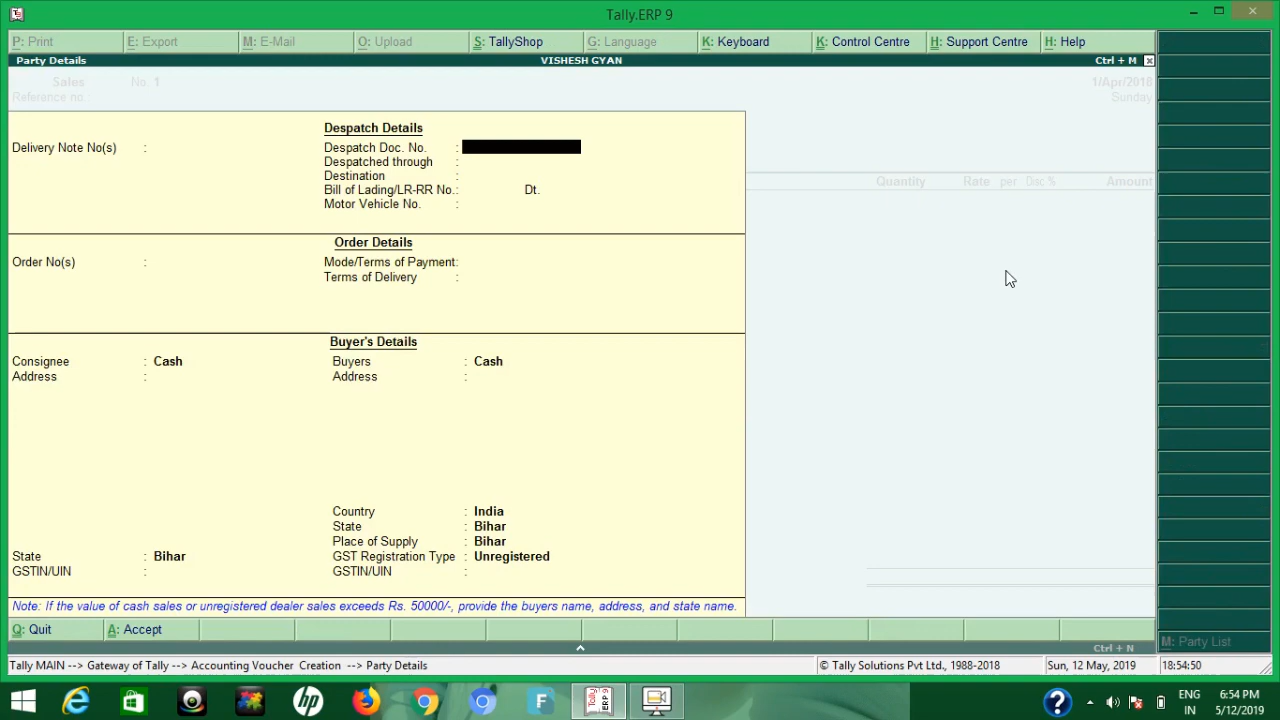 Tally.ERP 9
P: Print E: Export M: E-Mail O: Upload S: TallyShop G: Language K: Keyboard K: Control Centre H: Support Centre H: Help
Party Details VISHESH GYAN Ctrl + M
Sales No. 1 1/Apr/2018
Reference no. Sunday
Despatch Details
Delivery Note No(s) : Despatch Doc. No. :
Despatched through :
Destination :
Bill of Lading/LR-RR No. : Dt.
Motor Vehicle No. :
Quantity Rate per Disc % Amount
Order Details
Order No(s) : Mode/Terms of Payment:
Terms of Delivery :
Buyer's Details
Consignee : Cash Buyers : Cash
Address : Address :
Country : India
State : Bihar
Place of Supply : Bihar
State : Bihar GST Registration Type : Unregistered
GSTIN/UIN : GSTIN/UIN :
Note: If the value of cash sales or unregistered dealer sales exceeds Rs. 50000/-, provide the buyers name, address, and state name.
Q: Quit A: Accept
M: Party List
Ctrl + N
Tally MAIN --> Gateway of Tally --> Accounting Voucher Creation --> Party Details © Tally Solutions Pvt Ltd., 1988-2018 Sun, 12 May, 2019 18:54:50
hp F Tally ERP 9 ? ENG 6:54 PM
IN 5/12/2019